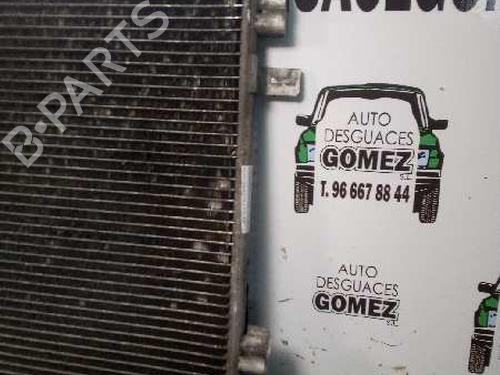 B-PARTS
AUTO
DESGUACES
GOMEZ
S.L.
T. 96 667 88 44
AUTO
DESGUACES
GOMEZ
S.L.